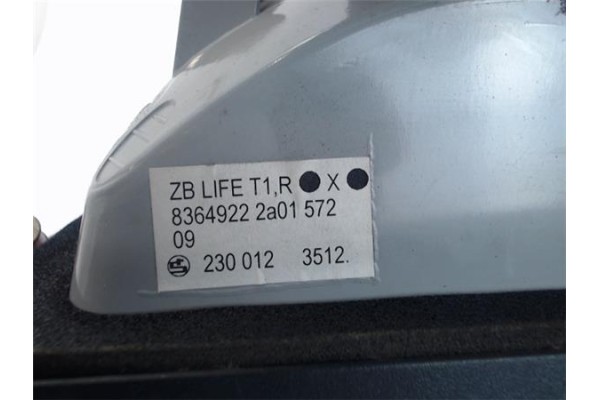 ZB LIFE T1,R ● X ●
8364922 2a01 572
09
230 012 3512.